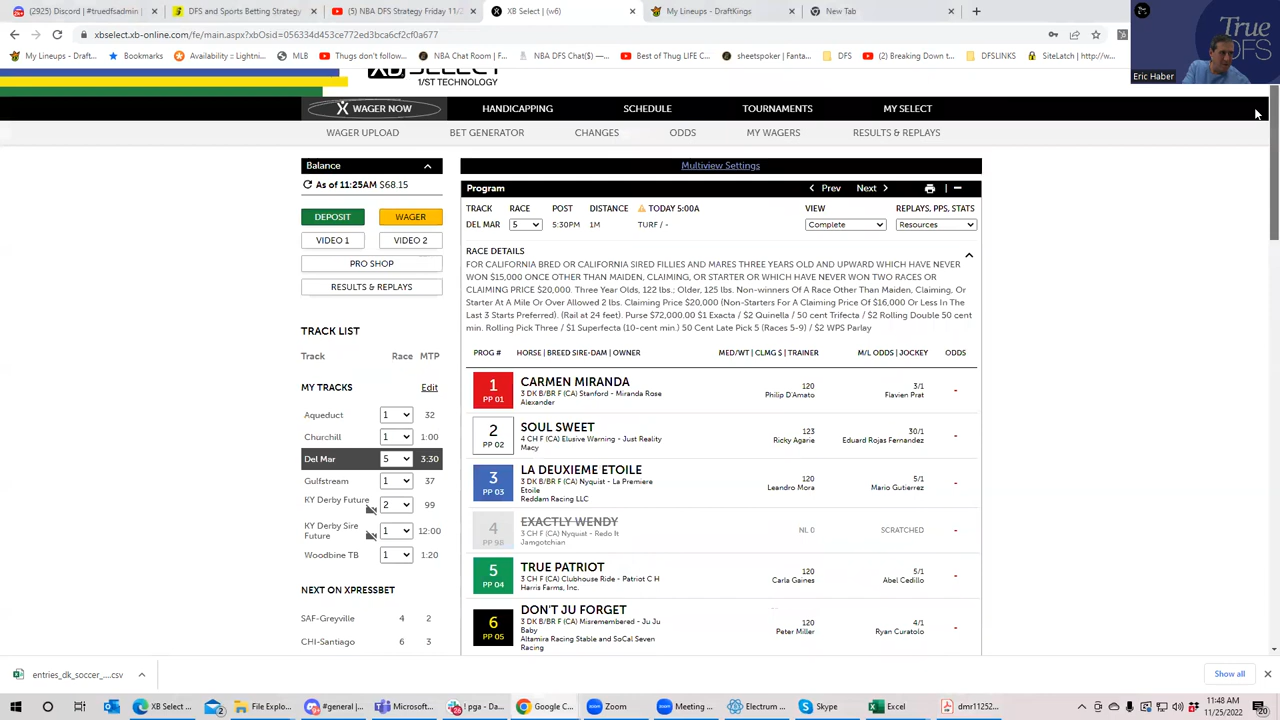 (2925) Discord | #truedfsadmin
DFS and Sports Betting Strategy
(5) NBA DFS Strategy Friday 11/2
XB Select | (w6)
My Lineups - DraftKings
New Tab
xbselect.xb-online.com/fe/main.aspx?xbOsid=056334d453ce772ed3bca6cf2cf0a677
My Lineups - Draft...
Bookmarks
Availability :: Lightni...
MLB
Thugs don't follow...
NBA Chat Room | F...
NBA DFS Chat($) —...
Best of Thug LIFE C...
sheetspoker | Fanta...
DFS
(2) Breaking Down t...
DFSLINKS
SiteLatch | http://w...
True
DFS
Eric Haber
XB SELECT
1/ST TECHNOLOGY
X WAGER NOW
HANDICAPPING
SCHEDULE
TOURNAMENTS
MY SELECT
WAGER UPLOAD
BET GENERATOR
CHANGES
ODDS
MY WAGERS
RESULTS & REPLAYS
Balance
As of 11:25AM $68.15
DEPOSIT
WAGER
VIDEO 1
VIDEO 2
PRO SHOP
RESULTS & REPLAYS
TRACK LIST
Track Race MTP
MY TRACKS Edit
Aqueduct 1 32
Churchill 1 1:00
Del Mar 5 3:30
Gulfstream 1 37
KY Derby Future 2 99
KY Derby Sire
Future 1 12:00
Woodbine TB 1 1:20
NEXT ON XPRESSBET
SAF-Greyville 4 2
CHI-Santiago 6 3
Multiview Settings
Program
Prev Next
TRACK RACE POST DISTANCE TODAY 5:00A VIEW REPLAYS, PPS, STATS
DEL MAR 5 5:30PM 1M TURF / - Complete Resources
RACE DETAILS
FOR CALIFORNIA BRED OR CALIFORNIA SIRED FILLIES AND MARES THREE YEARS OLD AND UPWARD WHICH HAVE NEVER
WON $15,000 ONCE OTHER THAN MAIDEN, CLAIMING, OR STARTER OR WHICH HAVE NEVER WON TWO RACES OR
CLAIMING PRICE $20,000. Three Year Olds, 122 lbs.; Older, 125 lbs. Non-winners Of A Race Other Than Maiden, Claiming, Or
Starter At A Mile Or Over Allowed 2 lbs. Claiming Price $20,000 (Non-Starters For A Claiming Price Of $16,000 Or Less In The
Last 3 Starts Preferred). (Rail at 24 feet). Purse $72,000.00 $1 Exacta / $2 Quinella / 50 cent Trifecta / $2 Rolling Double 50 cent
min. Rolling Pick Three / $1 Superfecta (10-cent min.) 50 Cent Late Pick 5 (Races 5-9) / $2 WPS Parlay
PROG # HORSE | BREED SIRE-DAM | OWNER MED/WT | CLMG $ | TRAINER M/L ODDS | JOCKEY ODDS
1 CARMEN MIRANDA
PP 01
3 DK B/BR F (CA) Stanford - Miranda Rose
Alexander
120
Philip D'Amato
3/1
Flavien Prat
-
2 SOUL SWEET
PP 02
4 CH F (CA) Elusive Warning - Just Reality
Macy
123
Ricky Agarie
30/1
Eduard Rojas Fernandez
-
3 LA DEUXIEME ETOILE
PP 03
3 DK B/BR F (CA) Nyquist - La Premiere
Etoile
Reddam Racing LLC
120
Leandro Mora
5/1
Mario Gutierrez
-
4 EXACTLY WENDY
PP 98
3 CH F (CA) Nyquist - Redo It
Jamgotchian
NL 0
SCRATCHED
-
5 TRUE PATRIOT
PP 04
3 CH F (CA) Clubhouse Ride - Patriot C H
Harris Farms, Inc.
120
Carla Gaines
5/1
Abel Cedillo
-
6 DON'T JU FORGET
PP 05
3 DK B/BR F (CA) Misremembered - Ju Ju
Baby
Altamira Racing Stable and SoCal Seven
Racing
120
Peter Miller
4/1
Ryan Curatolo
-
entries_dk_soccer_....csv
Show all
XB Select ...
2
File Explo...
#general |...
Microsoft...
! pga - Da...
Google C...
Zoom
Meeting ...
Electrum ...
Skype
Excel
dmr11252...
11:48 AM
11/25/2022
20